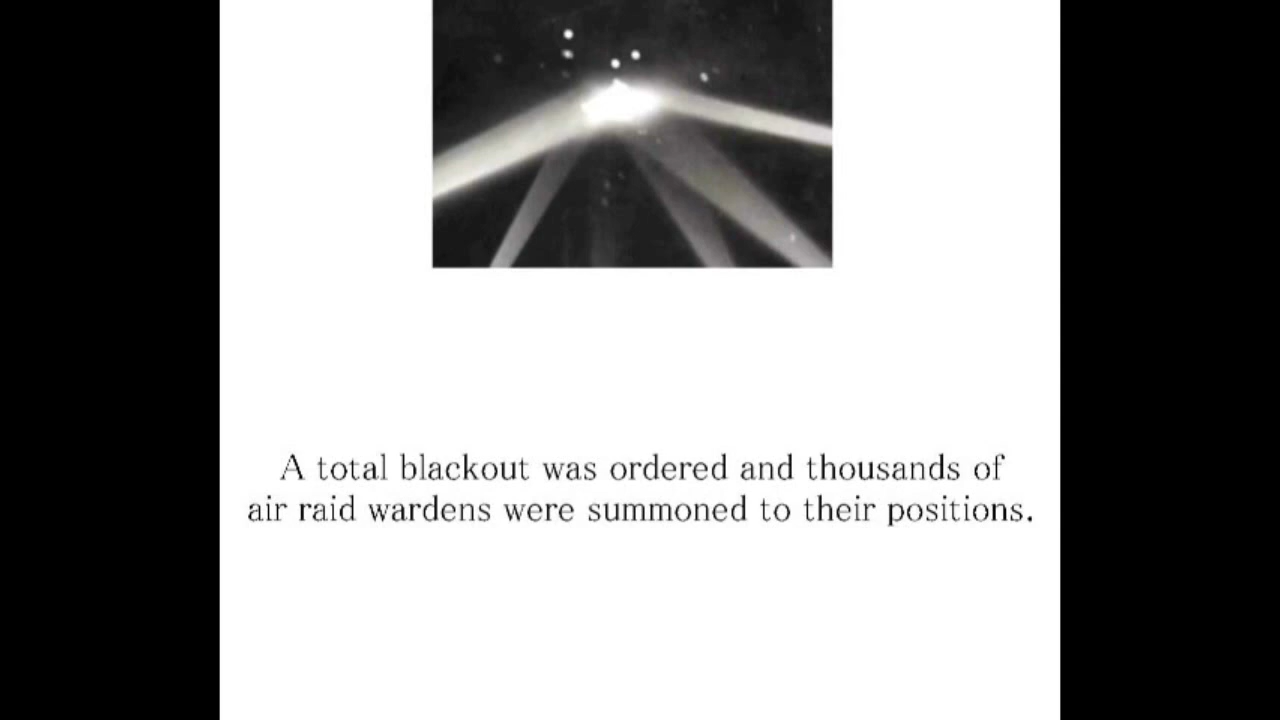 A total blackout was ordered and thousands of
air raid wardens were summoned to their positions.